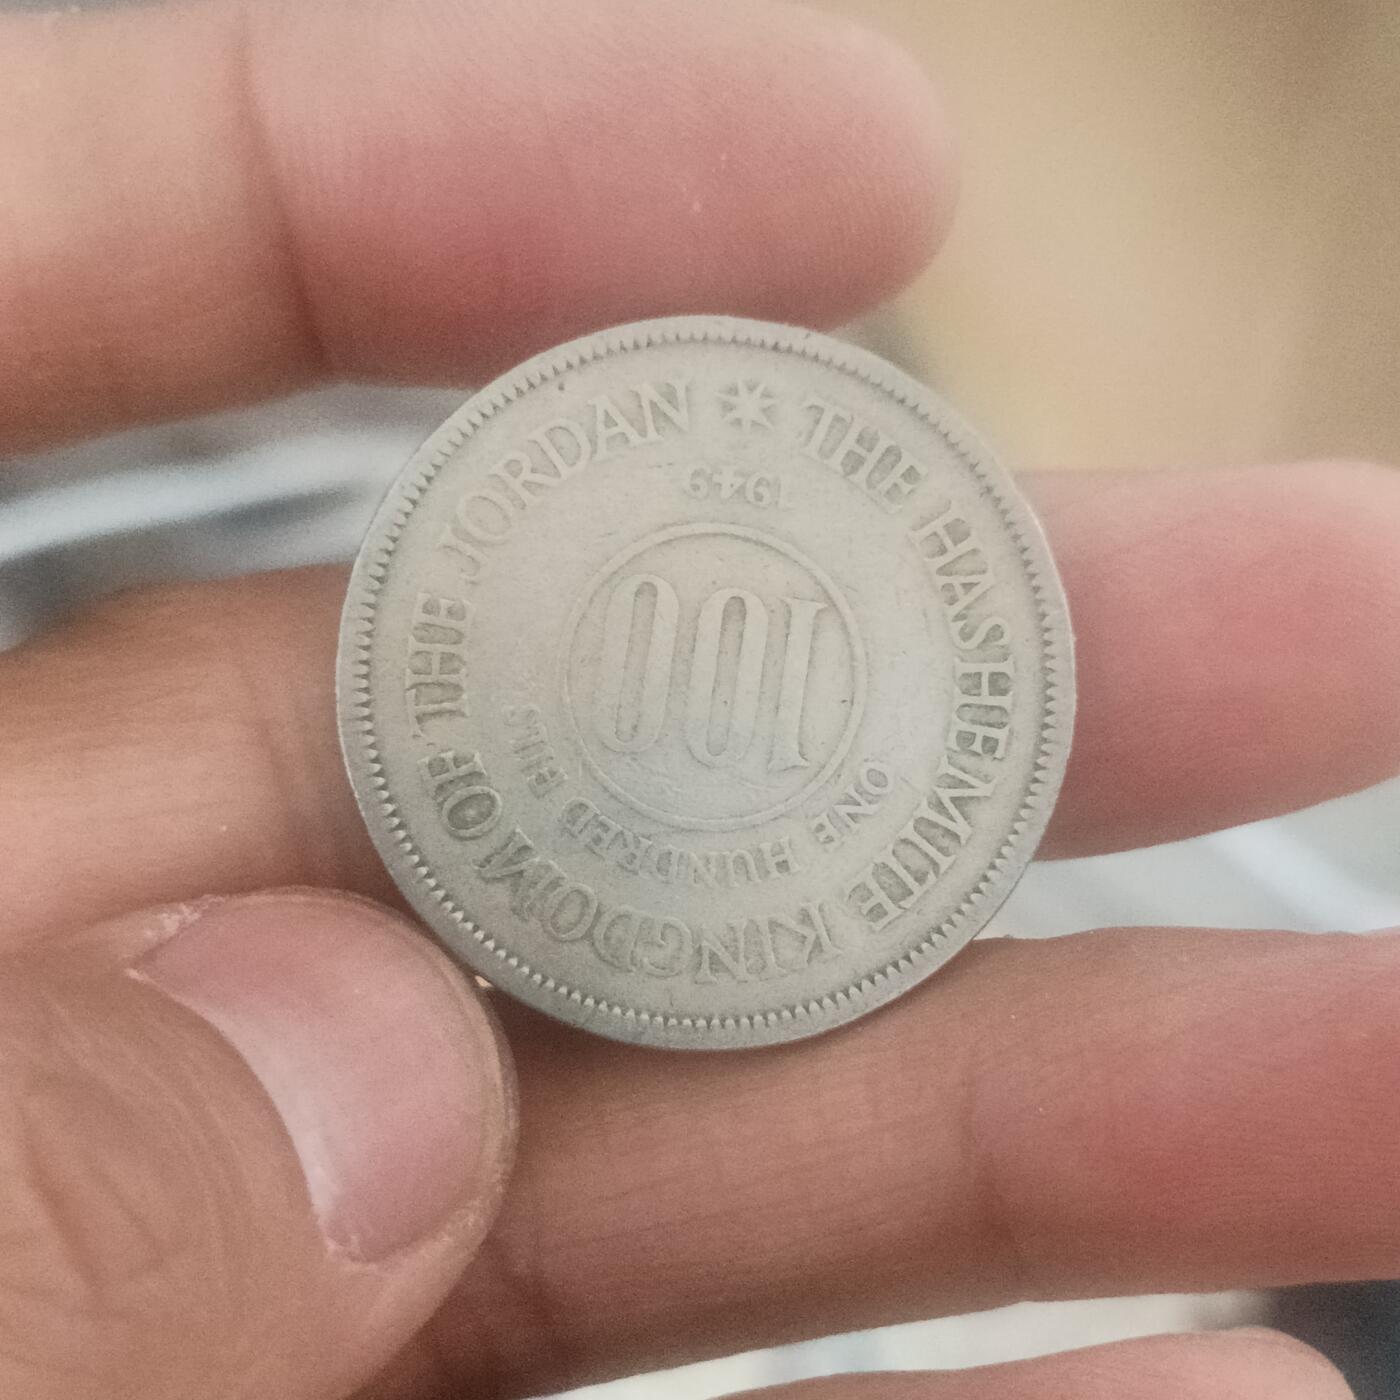 THE HASHEMITE KINGDOM OF THE JORDAN
1949
100
ONE HUNDRED FILS